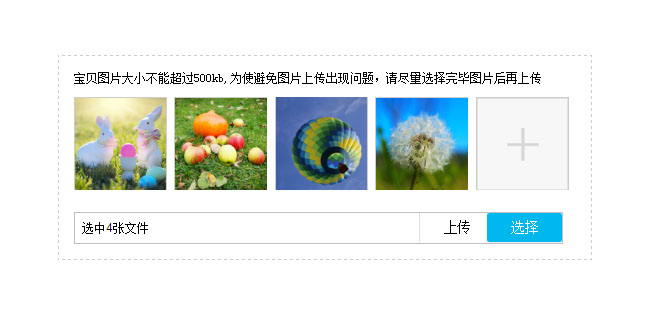 宝贝图片大小不能超过500kb,为使避免图片上传出现问题，请尽量选择完毕图片后再上传
选中4张文件
上传
选择